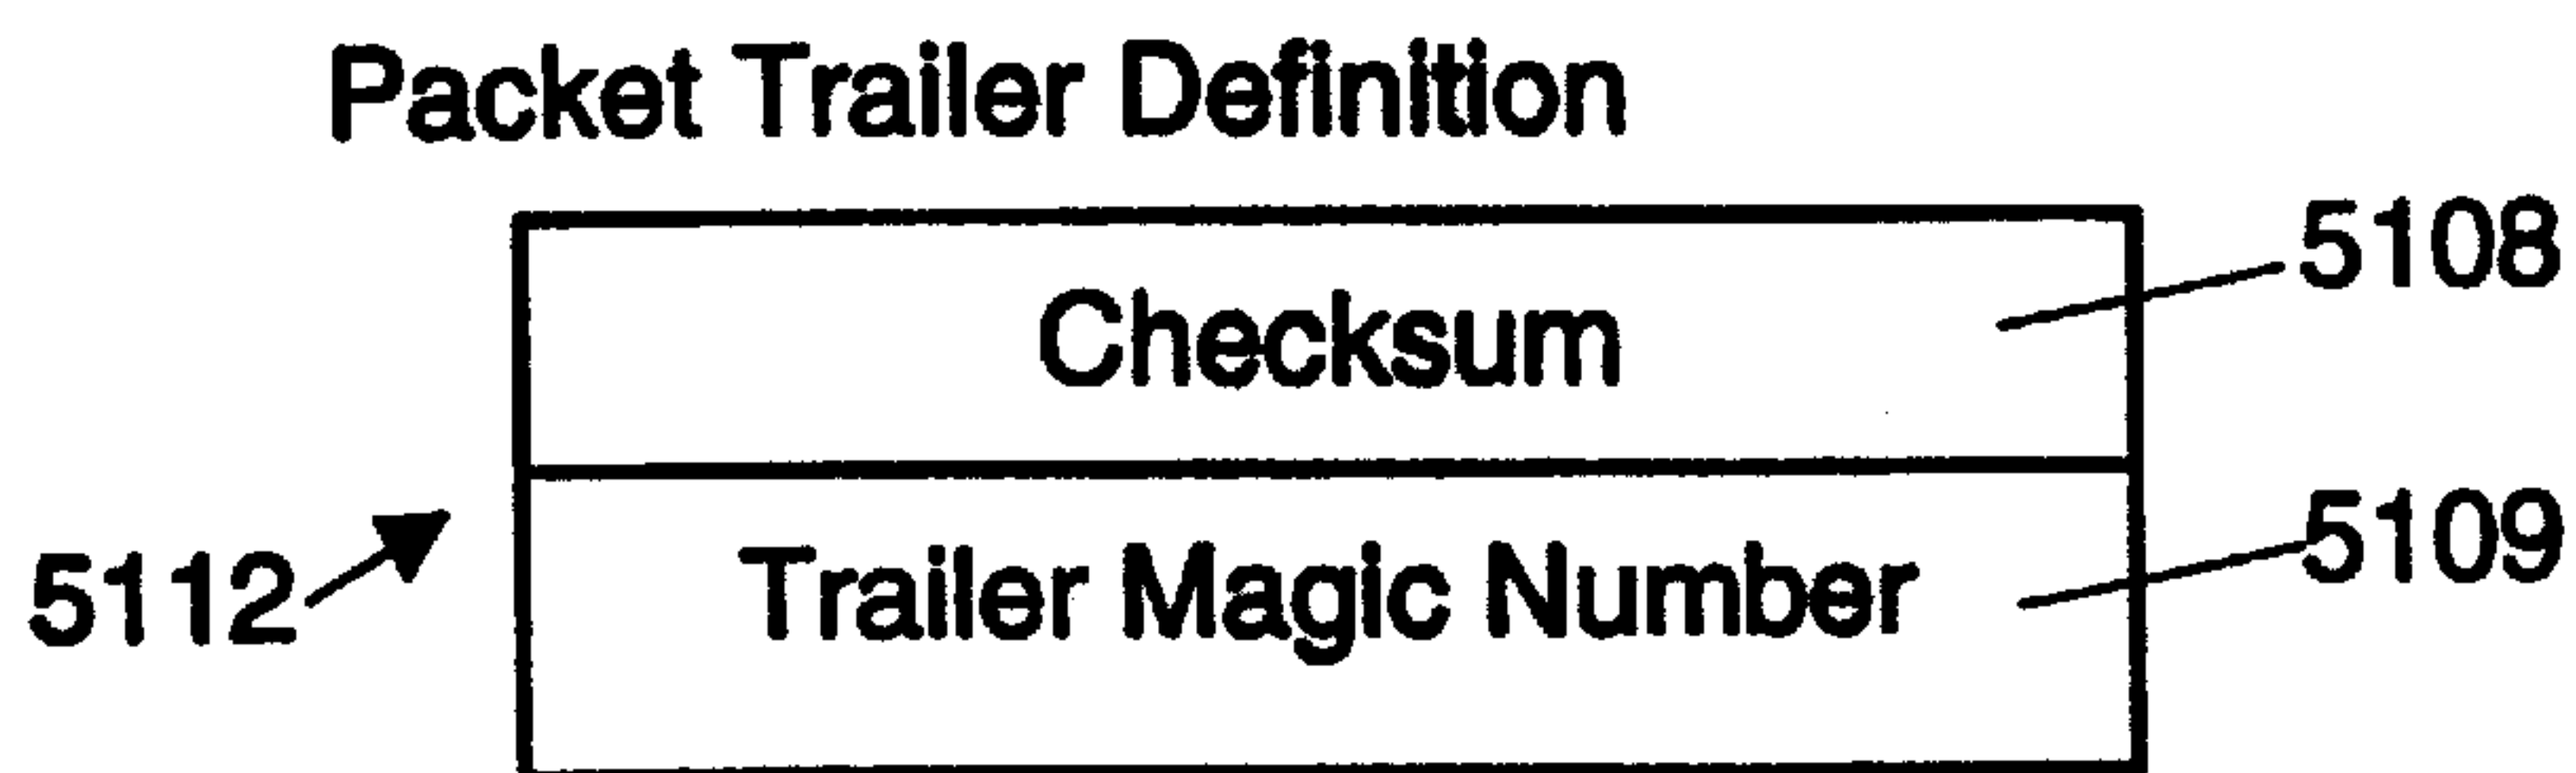 Packet Trailer Definition
Checksum
5108
Trailer Magic Number
5109
5112